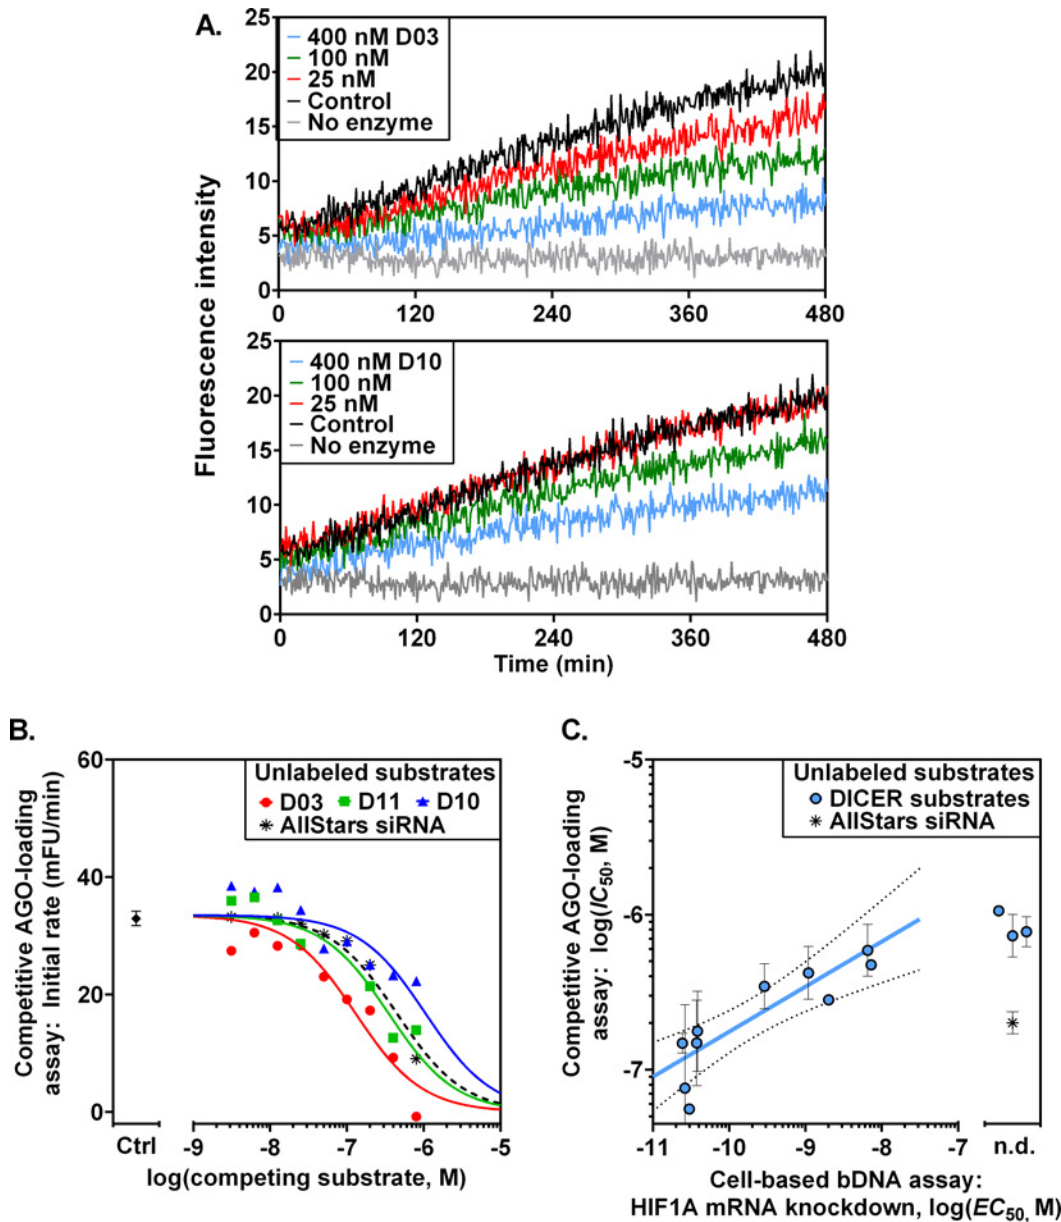 A.
25
20
15
10
5
0
400 nM D03
100 nM
25 nM
Control
No enzyme
0 120 240 360 480
Fluorescence intensity
25
20
15
10
5
0
400 nM D10
100 nM
25 nM
Control
No enzyme
0 120 240 360 480
Time (min)
B.
Competitive AGO-loading
assay: Initial rate (mFU/min)
60
40
20
0
Unlabeled substrates
D03 D11 D10
AllStars siRNA
Ctrl
-9 -8 -7 -6 -5
log(competing substrate, M)
C.
Competitive AGO-loading
assay: log(IC50, M)
-5
-6
-7
Unlabeled substrates
DICER substrates
AllStars siRNA
-11 -10 -9 -8 -7
n.d.
Cell-based bDNA assay:
HIF1A mRNA knockdown, log(EC50, M)